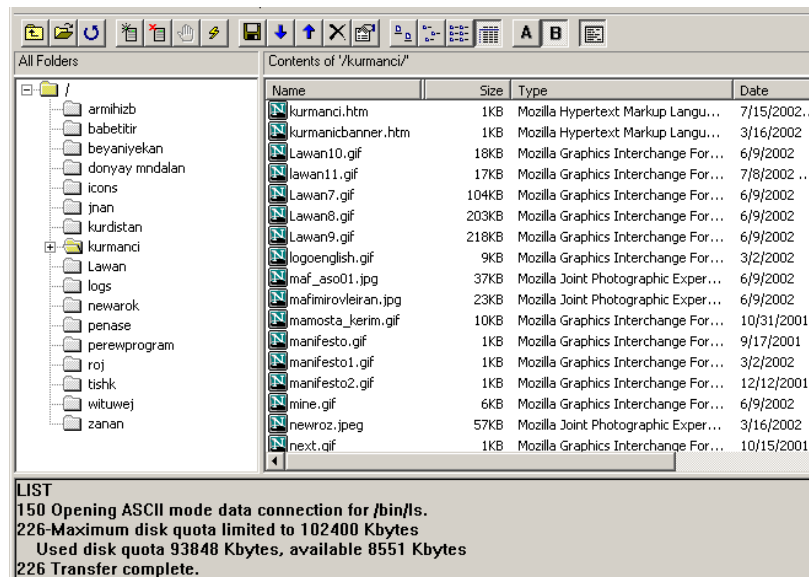 A B
All Folders
Contents of '/kurmanci/'
/
armihizb
babetitir
beyaniyekan
donyay mndalan
icons
jnan
kurdistan
kurmanci
Lawan
logs
newarok
penase
perewprogram
roj
tishk
wituwej
zanan
Name Size Type Date
kurmanci.htm 1KB Mozilla Hypertext Markup Langu... 7/15/2002..
kurmanicbanner.htm 1KB Mozilla Hypertext Markup Langu... 3/16/2002
Lawan10.gif 18KB Mozilla Graphics Interchange For... 6/9/2002
lawan11.gif 17KB Mozilla Graphics Interchange For... 7/8/2002 ..
Lawan7.gif 104KB Mozilla Graphics Interchange For... 6/9/2002
Lawan8.gif 203KB Mozilla Graphics Interchange For... 6/9/2002
Lawan9.gif 218KB Mozilla Graphics Interchange For... 6/9/2002
logoenglish.gif 9KB Mozilla Graphics Interchange For... 3/2/2002
maf_aso01.jpg 37KB Mozilla Joint Photographic Exper... 6/9/2002
mafimirovleiran.jpg 23KB Mozilla Joint Photographic Exper... 6/9/2002
mamosta_kerim.gif 10KB Mozilla Graphics Interchange For... 10/31/2001
manifesto.gif 1KB Mozilla Graphics Interchange For... 9/17/2001
manifesto1.gif 1KB Mozilla Graphics Interchange For... 3/2/2002
manifesto2.gif 1KB Mozilla Graphics Interchange For... 12/12/2001
mine.gif 6KB Mozilla Graphics Interchange For... 6/9/2002
newroz.jpeg 57KB Mozilla Joint Photographic Exper... 3/16/2002
next.gif 1KB Mozilla Graphics Interchange For... 10/15/2001
LIST
150 Opening ASCII mode data connection for /bin/ls.
226-Maximum disk quota limited to 102400 Kbytes
Used disk quota 93848 Kbytes, available 8551 Kbytes
226 Transfer complete.